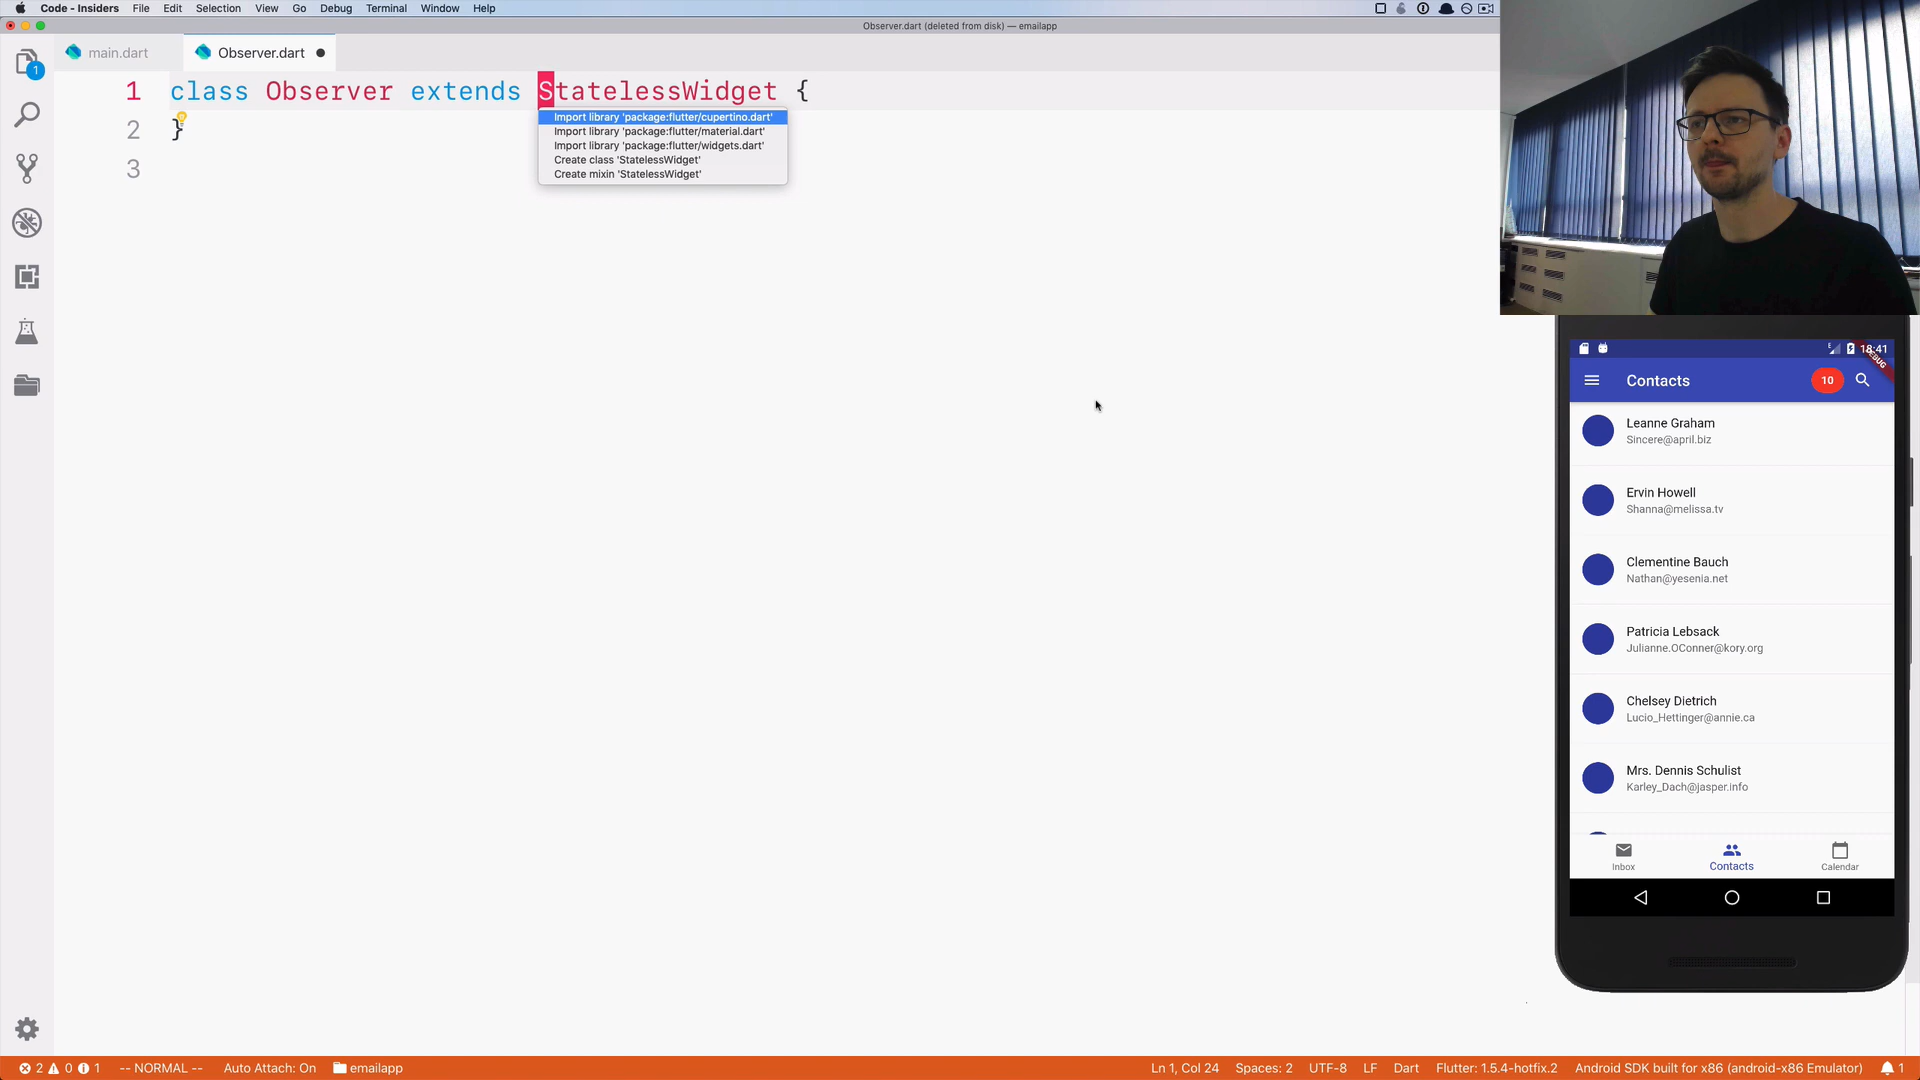 Code - Insiders File Edit Selection View Go Debug Terminal Window Help
Observer.dart (deleted from disk) — emailapp
main.dart
Observer.dart
1
1 class Observer extends StatelessWidget {
2 }
3
Import library 'package:flutter/cupertino.dart'
Import library 'package:flutter/material.dart'
Import library 'package:flutter/widgets.dart'
Create class 'StatelessWidget'
Create mixin 'StatelessWidget'
E
18:41
DEBUG
Contacts
10
Leanne Graham
Sincere@april.biz
Ervin Howell
Shanna@melissa.tv
Clementine Bauch
Nathan@yesenia.net
Patricia Lebsack
Julianne.OConner@kory.org
Chelsey Dietrich
Lucio_Hettinger@annie.ca
Mrs. Dennis Schulist
Karley_Dach@jasper.info
Inbox
Contacts
Calendar
2 0 1 -- NORMAL -- Auto Attach: On emailapp Ln 1, Col 24 Spaces: 2 UTF-8 LF Dart Flutter: 1.5.4-hotfix.2 Android SDK built for x86 (android-x86 Emulator) 1